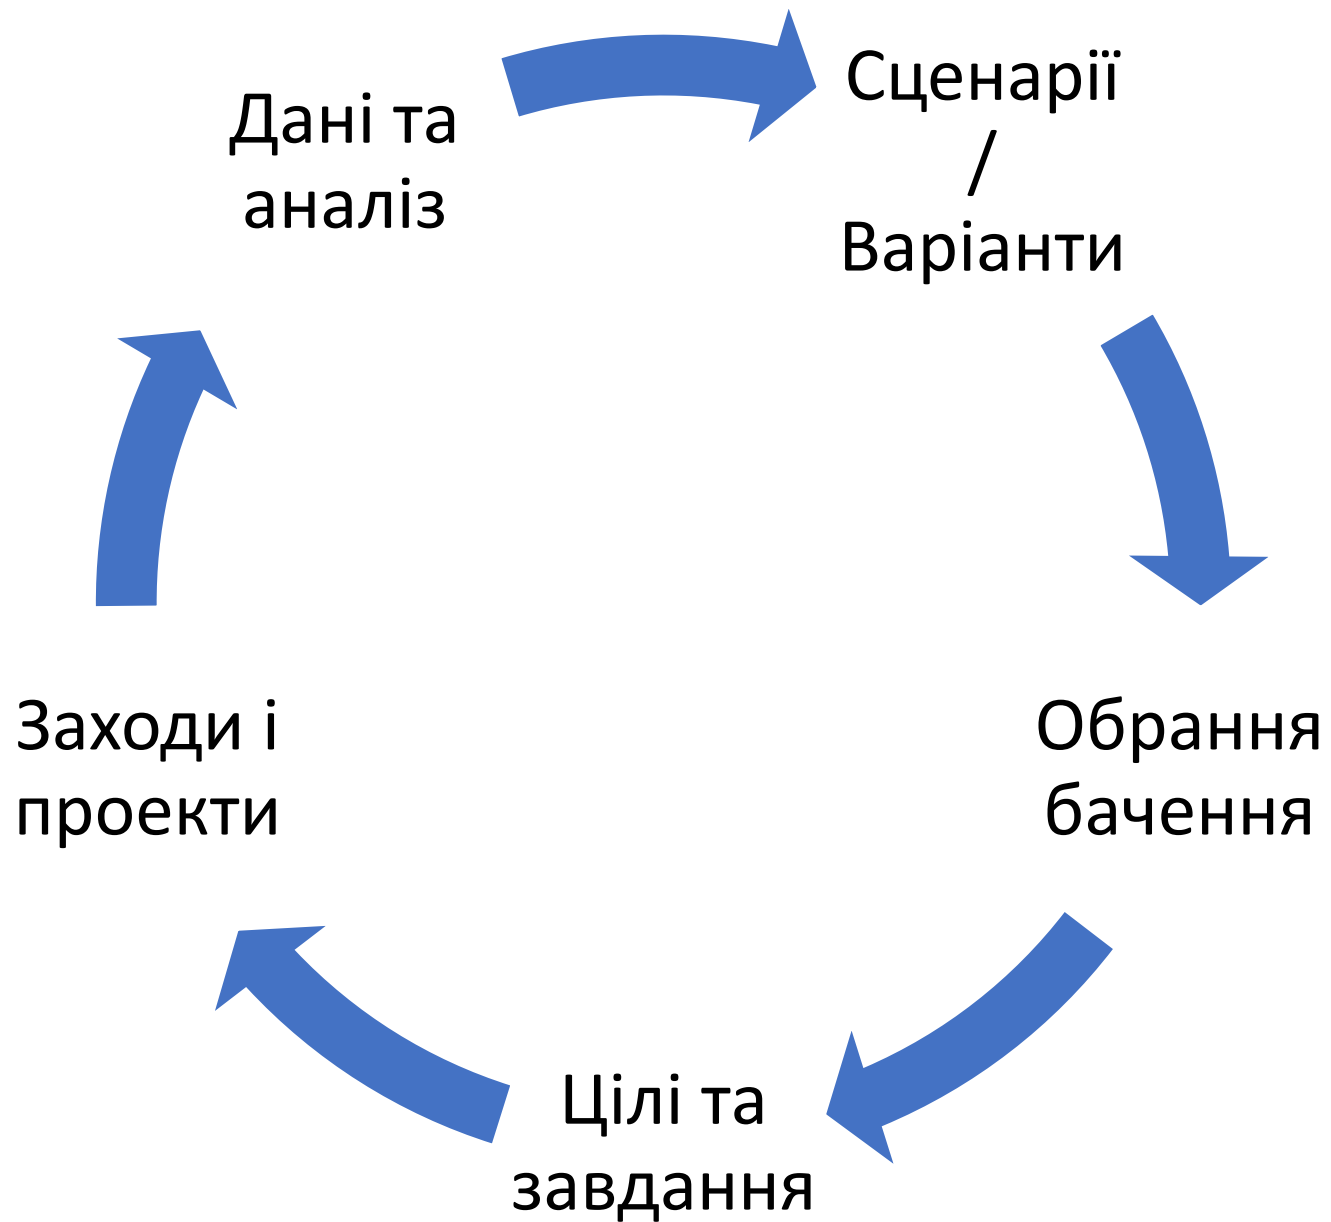 Дані та
аналіз
Сценарії
/
Варіанти
Обрання
бачення
Цілі та
завдання
Заходи і
проекти